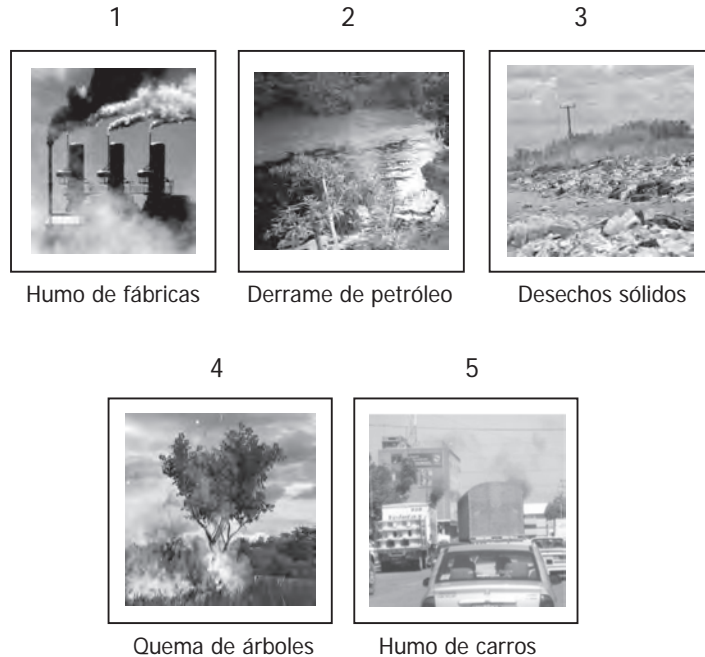 1 2 3
Humo de fábricas Derrame de petróleo Desechos sólidos
4 5
Quema de árboles Humo de carros